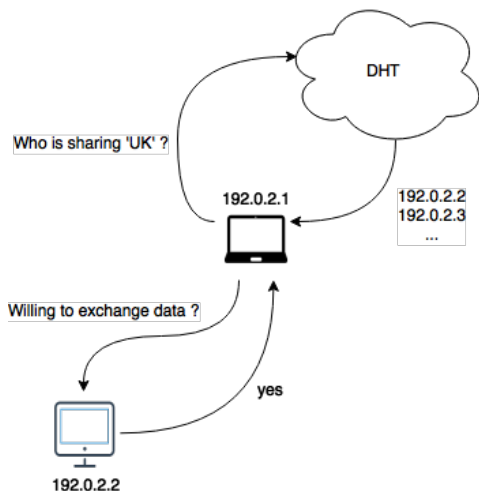 DHT
Who is sharing 'UK' ?
192.0.2.1
192.0.2.2
192.0.2.3
...
Willing to exchange data ?
yes
192.0.2.2